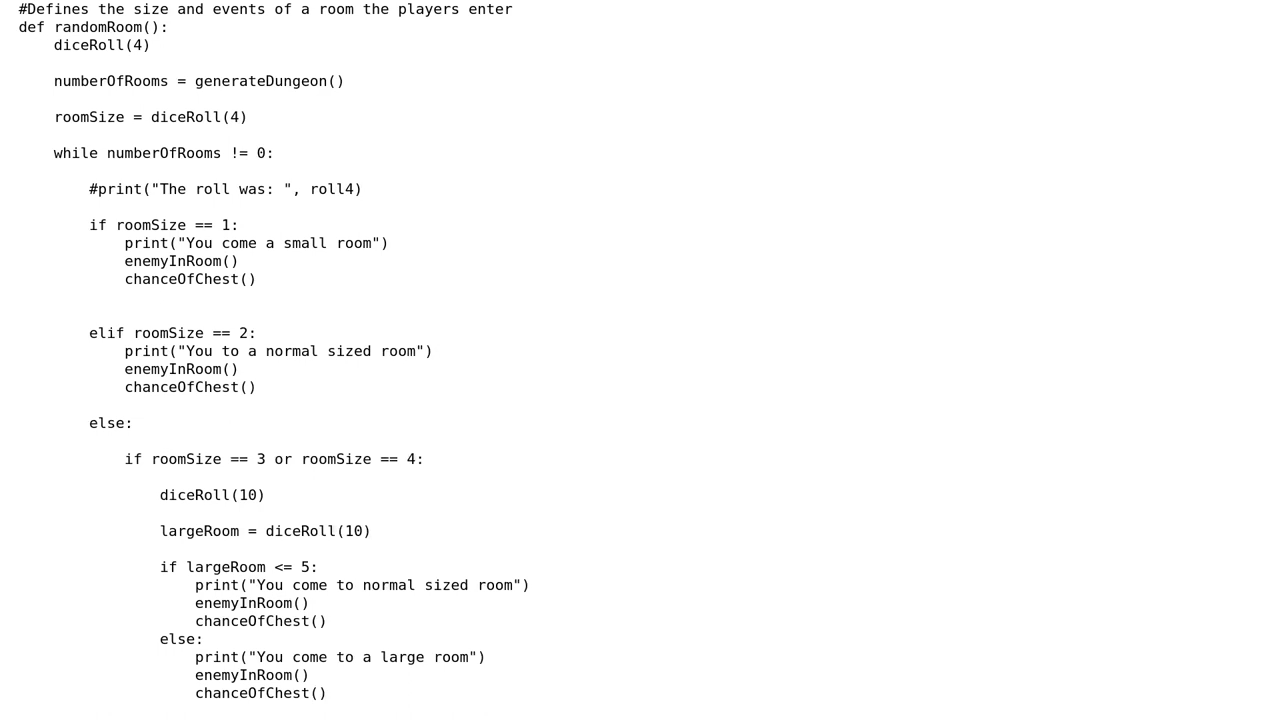 #Defines the size and events of a room the players enter
def randomRoom():
    diceRoll(4)

    numberOfRooms = generateDungeon()

    roomSize = diceRoll(4)

    while numberOfRooms != 0:

        #print("The roll was: ", roll4)

        if roomSize == 1:
            print("You come a small room")
            enemyInRoom()
            chanceOfChest()


        elif roomSize == 2:
            print("You to a normal sized room")
            enemyInRoom()
            chanceOfChest()

        else:

            if roomSize == 3 or roomSize == 4:

                diceRoll(10)

                largeRoom = diceRoll(10)

                if largeRoom <= 5:
                    print("You come to normal sized room")
                    enemyInRoom()
                    chanceOfChest()
                else:
                    print("You come to a large room")
                    enemyInRoom()
                    chanceOfChest()